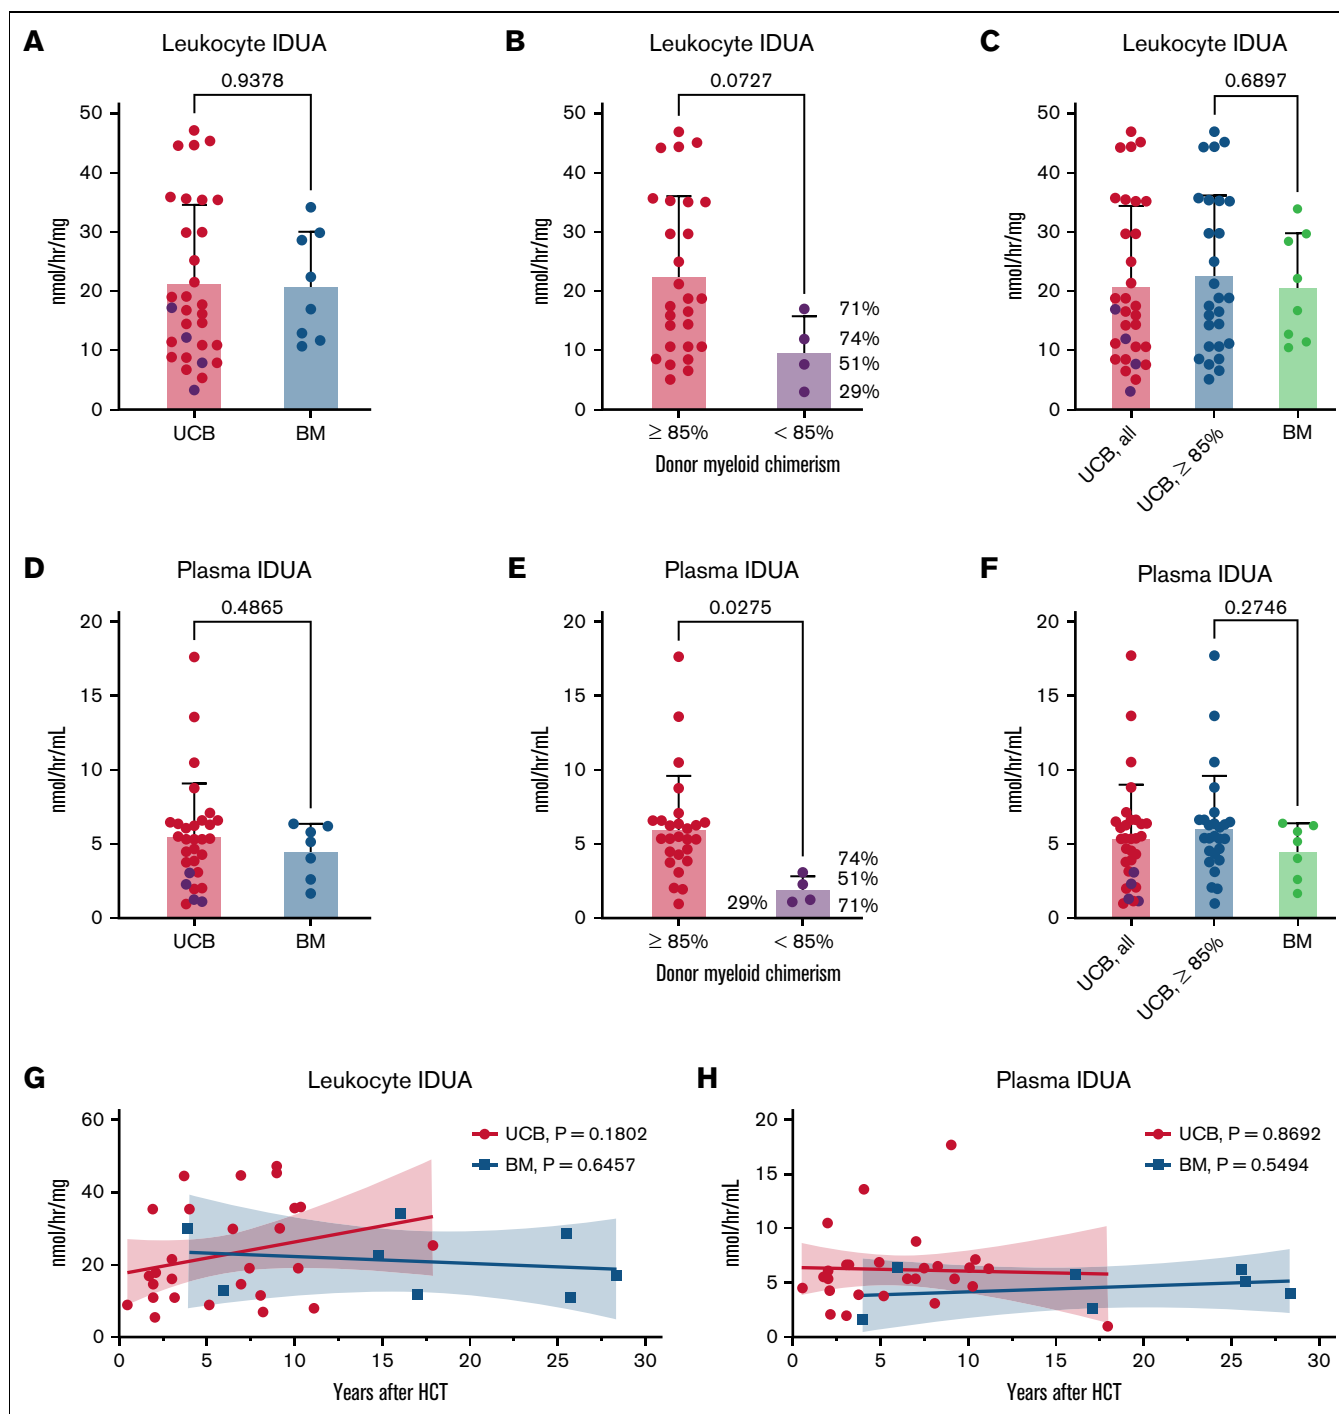 A
Leukocyte IDUA
0.9378
nmol/hr/mg
50
40
30
20
10
0
UCB
BM
B
Leukocyte IDUA
0.0727
nmol/hr/mg
50
40
30
20
10
0
71%
74%
51%
29%
≥ 85%
< 85%
Donor myeloid chimerism
C
Leukocyte IDUA
0.6897
nmol/hr/mg
50
40
30
20
10
0
UCB, all
UCB, ≥ 85%
BM
D
Plasma IDUA
0.4865
nmol/hr/mL
20
15
10
5
0
UCB
BM
E
Plasma IDUA
0.0275
nmol/hr/mL
20
15
10
5
0
74%
51%
29%
71%
≥ 85%
< 85%
Donor myeloid chimerism
F
Plasma IDUA
0.2746
nmol/hr/mL
20
15
10
5
0
UCB, all
UCB, ≥ 85%
BM
G
Leukocyte IDUA
nmol/hr/mg
60
40
20
0
UCB, P = 0.1802
BM, P = 0.6457
0 5 10 15 20 25 30
Years after HCT
H
Plasma IDUA
nmol/hr/mL
20
15
10
5
0
UCB, P = 0.8692
BM, P = 0.5494
0 5 10 15 20 25 30
Years after HCT